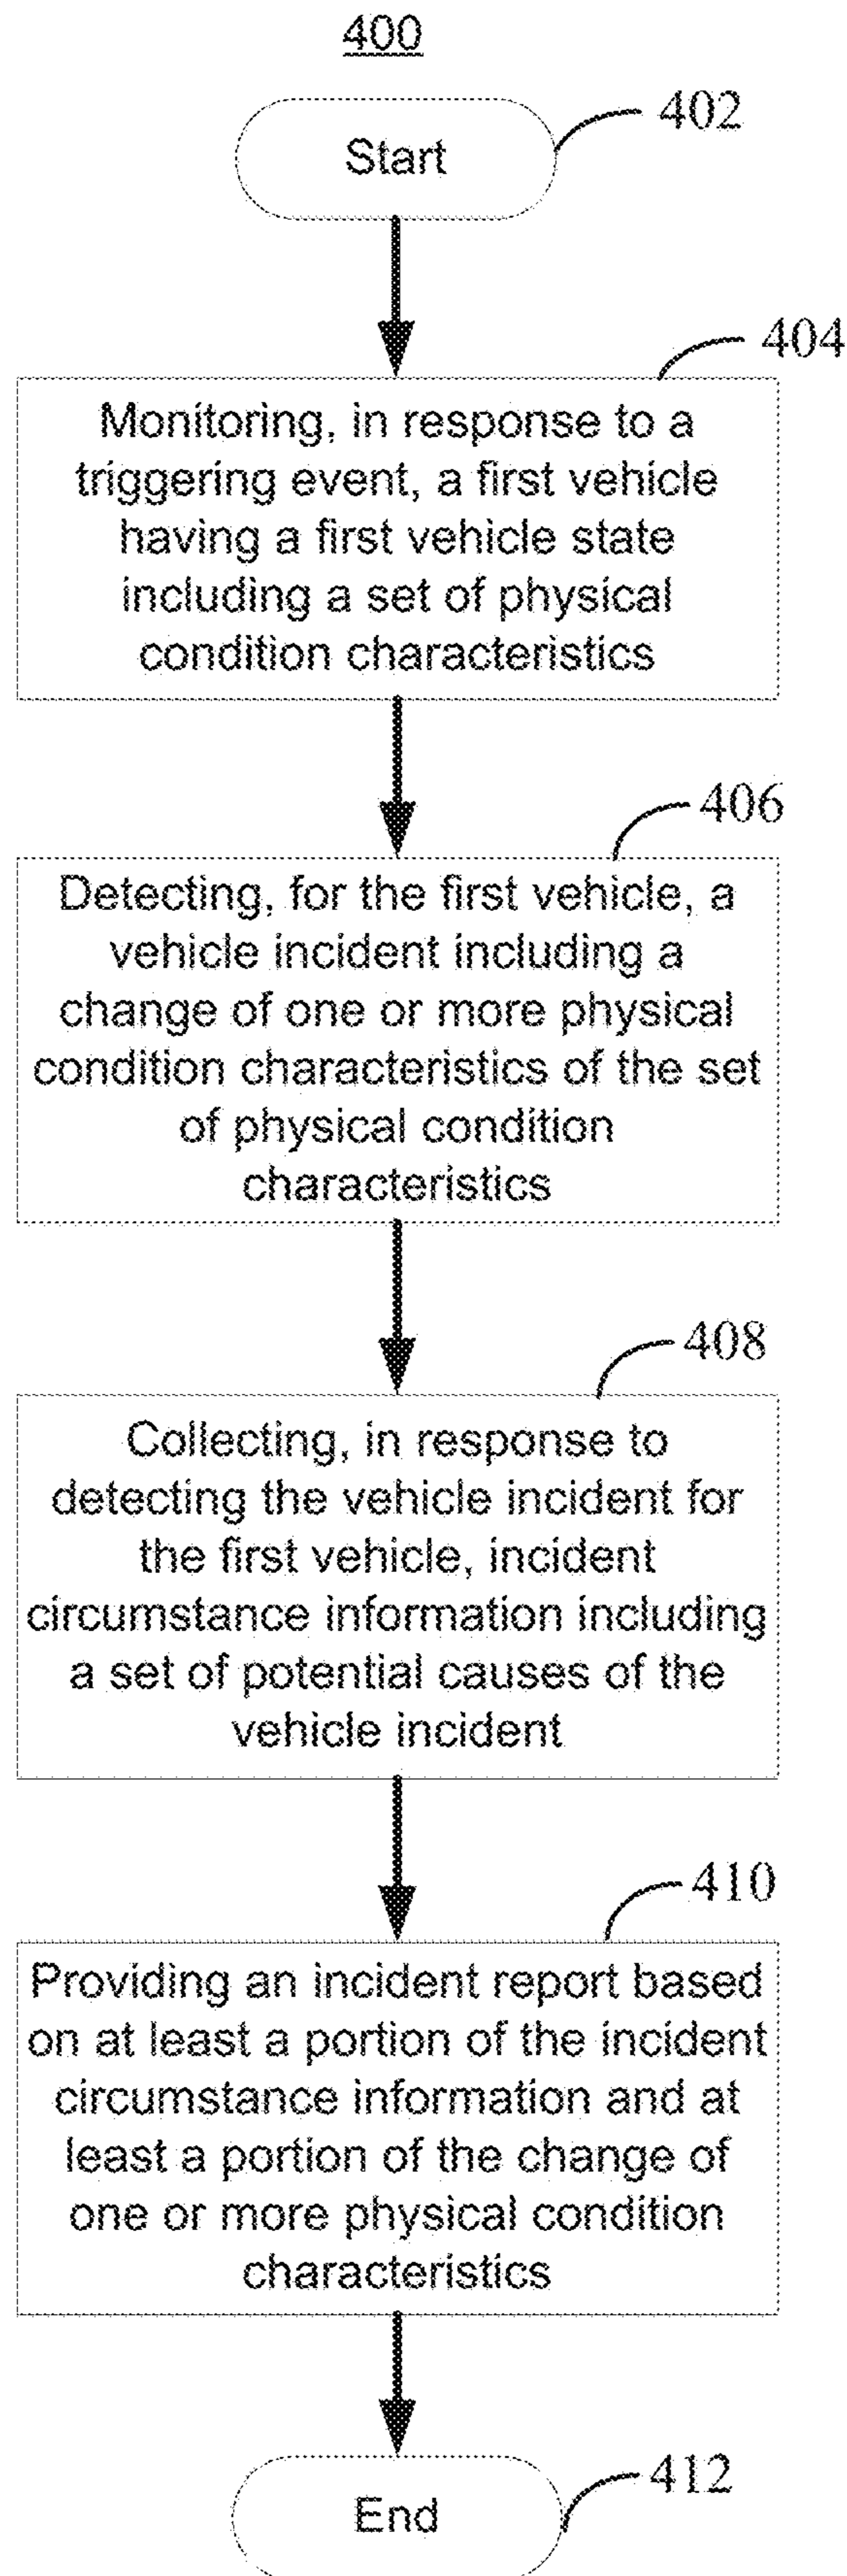 400
Start
402
404
Monitoring, in response to a
triggering event, a first vehicle
having a first vehicle state
including a set of physical
condition characteristics
406
Detecting, for the first vehicle, a
vehicle incident including a
change of one or more physical
condition characteristics of the set
of physical condition
characteristics
408
Collecting, in response to
detecting the vehicle incident for
the first vehicle, incident
circumstance information including
a set of potential causes of the
vehicle incident
410
Providing an incident report based
on at least a portion of the incident
circumstance information and at
least a portion of the change of
one or more physical condition
characteristics
412
End